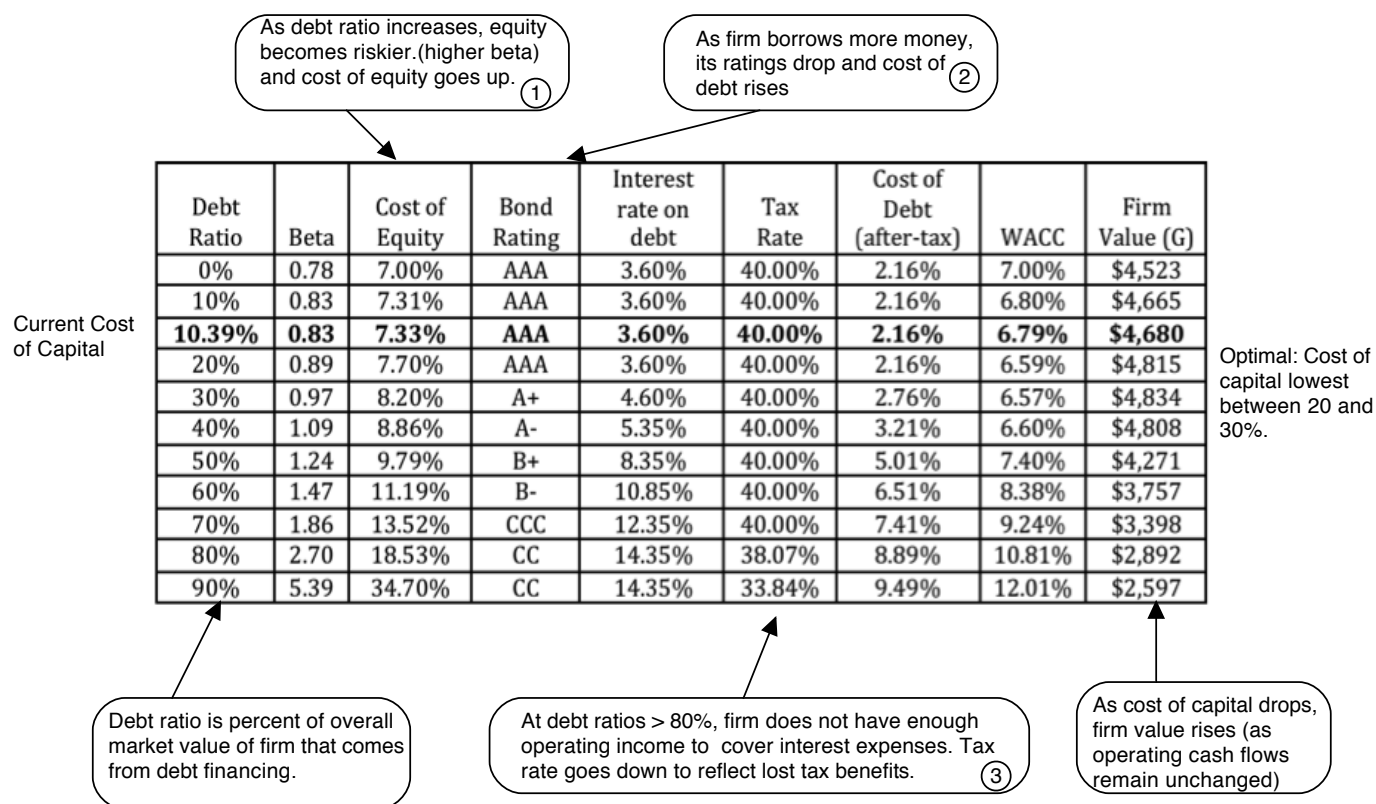 As debt ratio increases, equity
becomes riskier.(higher beta)
and cost of equity goes up.
1
As firm borrows more money,
its ratings drop and cost of
debt rises
2
Debt Ratio Beta Cost of Equity Bond Rating Interest rate on debt Tax Rate Cost of Debt (after-tax) WACC Firm Value (G)
0% 0.78 7.00% AAA 3.60% 40.00% 2.16% 7.00% $4,523
10% 0.83 7.31% AAA 3.60% 40.00% 2.16% 6.80% $4,665
Current Cost
of Capital
10.39% 0.83 7.33% AAA 3.60% 40.00% 2.16% 6.79% $4,680
20% 0.89 7.70% AAA 3.60% 40.00% 2.16% 6.59% $4,815
30% 0.97 8.20% A+ 4.60% 40.00% 2.76% 6.57% $4,834
40% 1.09 8.86% A- 5.35% 40.00% 3.21% 6.60% $4,808
50% 1.24 9.79% B+ 8.35% 40.00% 5.01% 7.40% $4,271
60% 1.47 11.19% B- 10.85% 40.00% 6.51% 8.38% $3,757
70% 1.86 13.52% CCC 12.35% 40.00% 7.41% 9.24% $3,398
80% 2.70 18.53% CC 14.35% 38.07% 8.89% 10.81% $2,892
90% 5.39 34.70% CC 14.35% 33.84% 9.49% 12.01% $2,597
Optimal: Cost of
capital lowest
between 20 and
30%.
Debt ratio is percent of overall
market value of firm that comes
from debt financing.
At debt ratios > 80%, firm does not have enough
operating income to cover interest expenses. Tax
rate goes down to reflect lost tax benefits.
3
As cost of capital drops,
firm value rises (as
operating cash flows
remain unchanged)